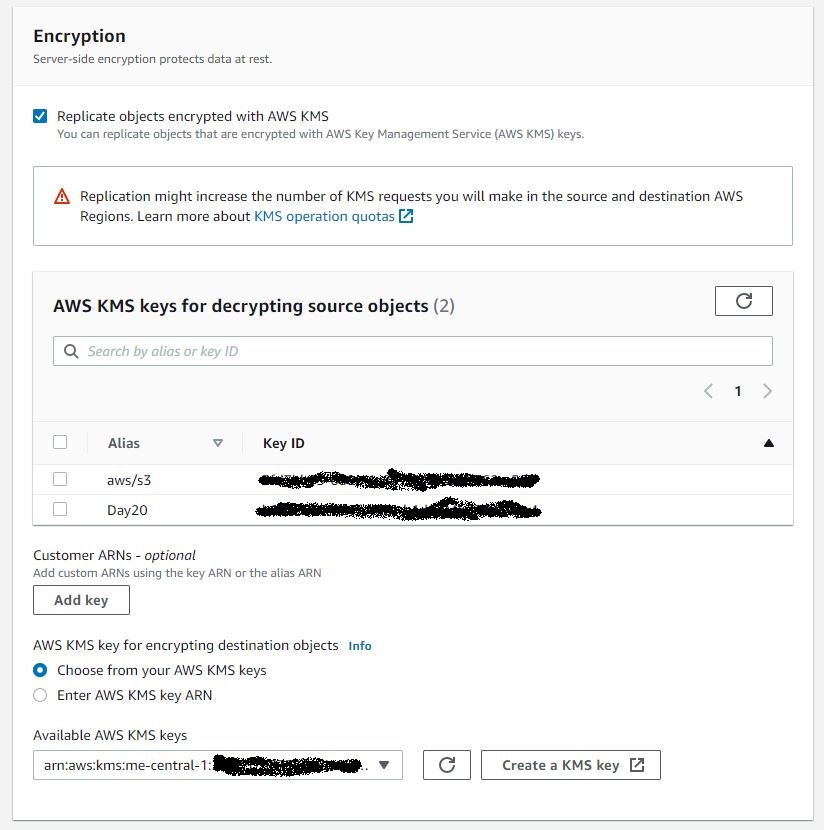 Encryption
Server-side encryption protects data at rest.
Replicate objects encrypted with AWS KMS
You can replicate objects that are encrypted with AWS Key Management Service (AWS KMS) keys.
Replication might increase the number of KMS requests you will make in the source and destination AWS
Regions. Learn more about KMS operation quotas
AWS KMS keys for decrypting source objects (2)
Search by alias or key ID
1
Alias Key ID
aws/s3
Day20
Customer ARNs - optional
Add custom ARNs using the key ARN or the alias ARN
Add key
AWS KMS key for encrypting destination objects Info
Choose from your AWS KMS keys
Enter AWS KMS key ARN
Available AWS KMS keys
arn:aws:kms:me-central-1: Create a KMS key